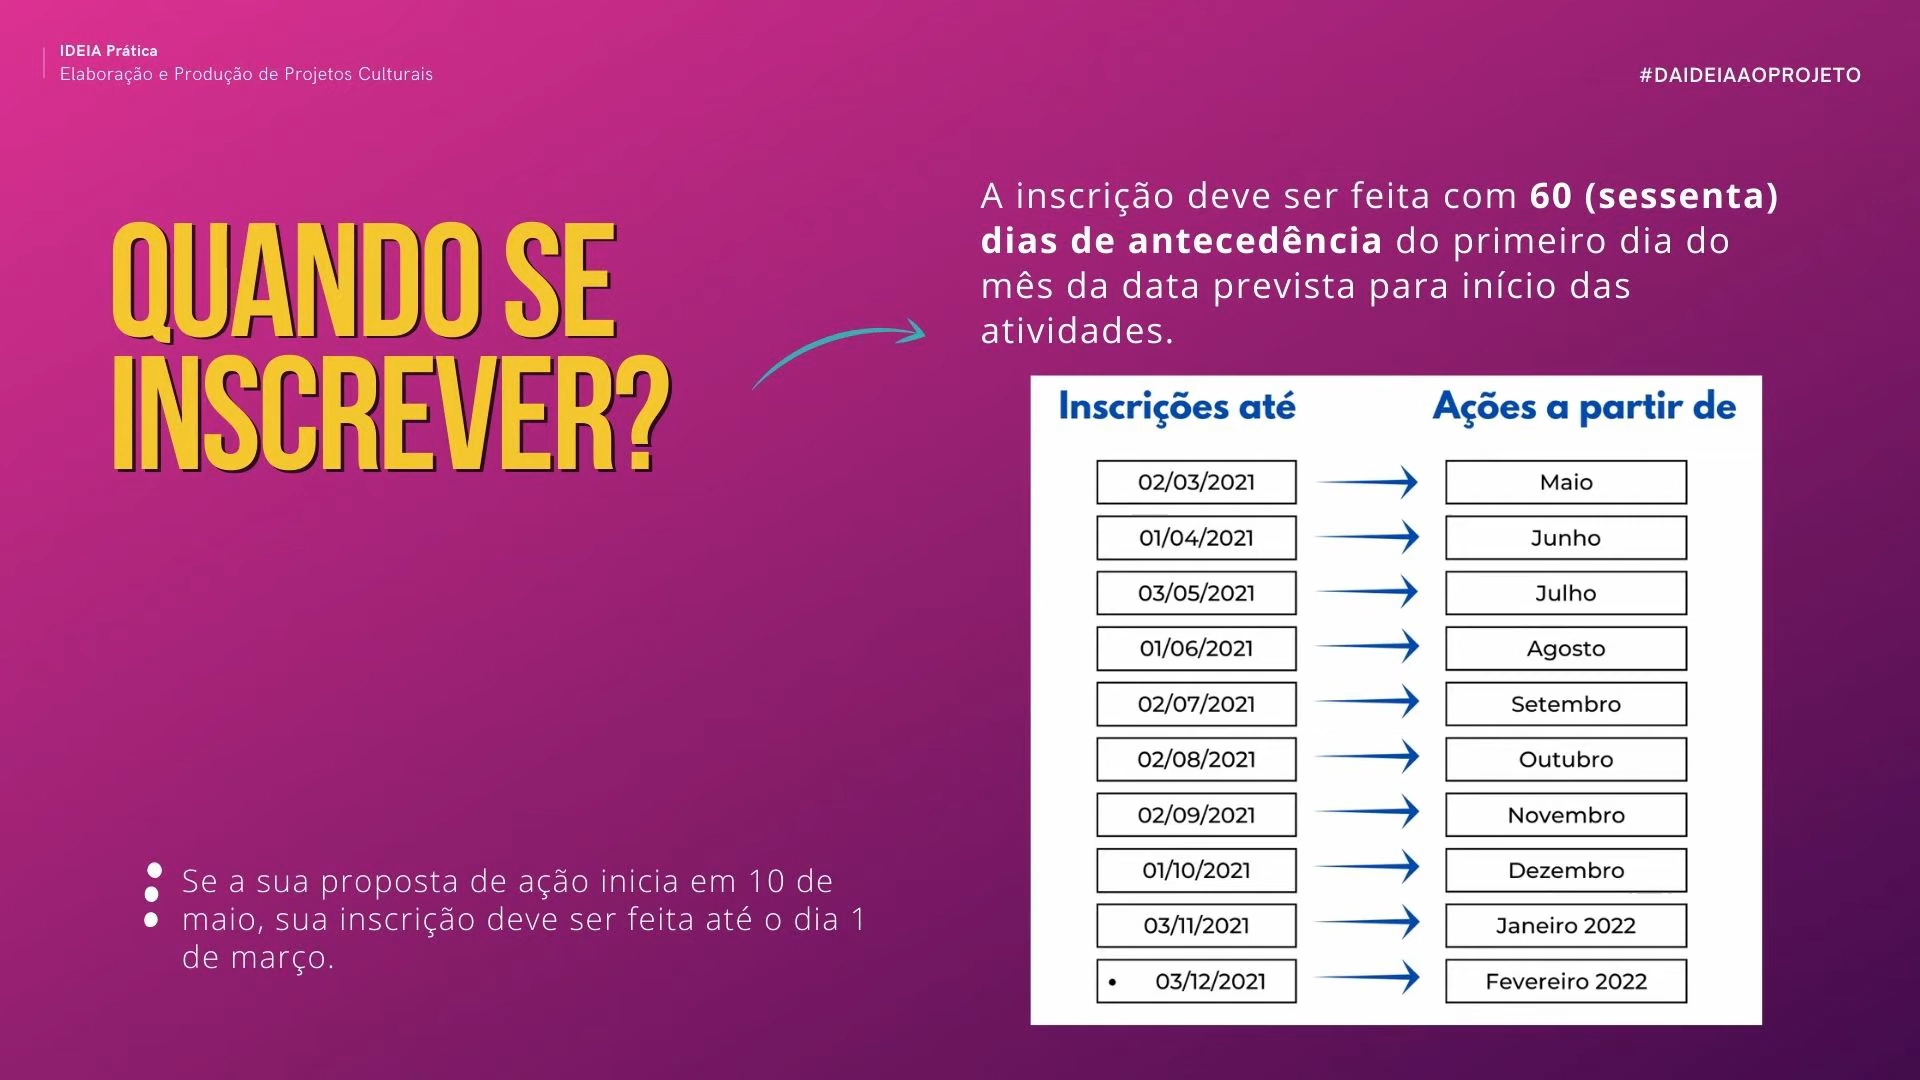 IDEIA Prática
Elaboração e Produção de Projetos Culturais
#DAIDEIAAOPROJETO
QUANDO SE
INSCREVER?
A inscrição deve ser feita com 60 (sessenta)
dias de antecedência do primeiro dia do
mês da data prevista para início das
atividades.
Inscrições até Ações a partir de
02/03/2021 Maio
01/04/2021 Junho
03/05/2021 Julho
01/06/2021 Agosto
02/07/2021 Setembro
02/08/2021 Outubro
02/09/2021 Novembro
01/10/2021 Dezembro
03/11/2021 Janeiro 2022
• 03/12/2021 Fevereiro 2022
Se a sua proposta de ação inicia em 10 de
maio, sua inscrição deve ser feita até o dia 1
de março.